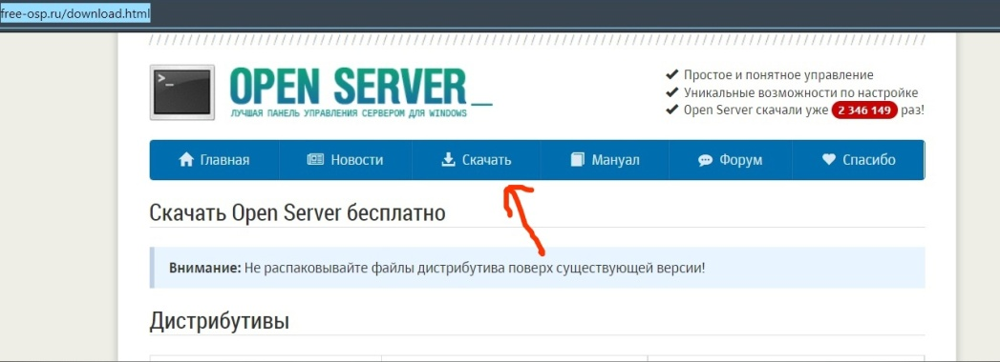 free-osp.ru/download.html
OPEN SERVER_
ЛУЧШАЯ ПАНЕЛЬ УПРАВЛЕНИЯ СЕРВЕРОМ ДЛЯ WINDOWS
Простое и понятное управление
Уникальные возможности по настройке
Open Server скачали уже 2 346 149 раз!
Главная Новости Скачать Мануал Форум Спасибо
Скачать Open Server бесплатно
Внимание: Не распаковывайте файлы дистрибутива поверх существующей версии!
Дистрибутивы